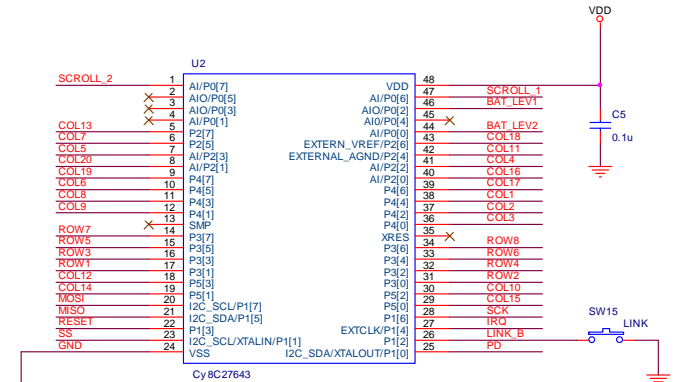 VDD
U2
SCROLL_2 1 AI/P0[7] VDD 48
2 AIO/P0[5] AI/P0[6] 47 SCROLL_1
3 AIO/P0[3] AIO/P0[2] 46 BAT_LEV1
4 AI/P0[1] AI0/P0[4] 45
COL13 5 P2[7] AI/P0[0] 44 BAT_LEV2
COL7 6 P2[5] EXTERN_VREF/P2[6] 43 COL18
COL5 7 AI/P2[3] EXTERNAL_AGND/P2[4] 42 COL11
COL20 8 AI/P2[1] AI/P2[2] 41 COL4
COL19 9 P4[7] AI/P2[0] 40 COL16
COL6 10 P4[5] P4[6] 39 COL17
COL8 11 P4[3] P4[4] 38 COL1
COL9 12 P4[1] P4[2] 37 COL2
13 SMP P4[0] 36 COL3
ROW7 14 P3[7] XRES 35
ROW5 15 P3[5] P3[6] 34 ROW8
ROW3 16 P3[3] P3[4] 33 ROW6
ROW1 17 P3[1] P3[2] 32 ROW4
COL12 18 P5[3] P3[0] 31 ROW2
COL14 19 P5[1] P5[2] 30 COL10
MOSI 20 I2C_SCL/P1[7] P5[0] 29 COL15
MISO 21 I2C_SDA/P1[5] P1[6] 28 SCK
RESET 22 P1[3] EXTCLK/P1[4] 27 IRQ
SS 23 I2C_SCL/XTALIN/P1[1] P1[2] 26 LINK_B
GND 24 VSS I2C_SDA/XTALOUT/P1[0] 25 PD
Cy8C27643
C5
0.1u
SW15
LINK